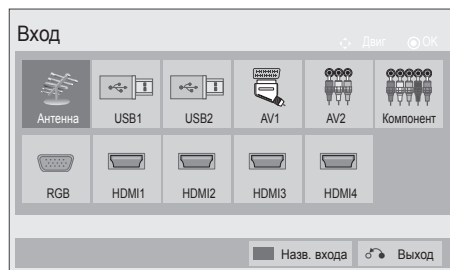 Вход
Двиг OK
Антенна USB1 USB2 AV1 AV2 Компонент
RGB HDMI1 HDMI2 HDMI3 HDMI4
Назв. входа Выход